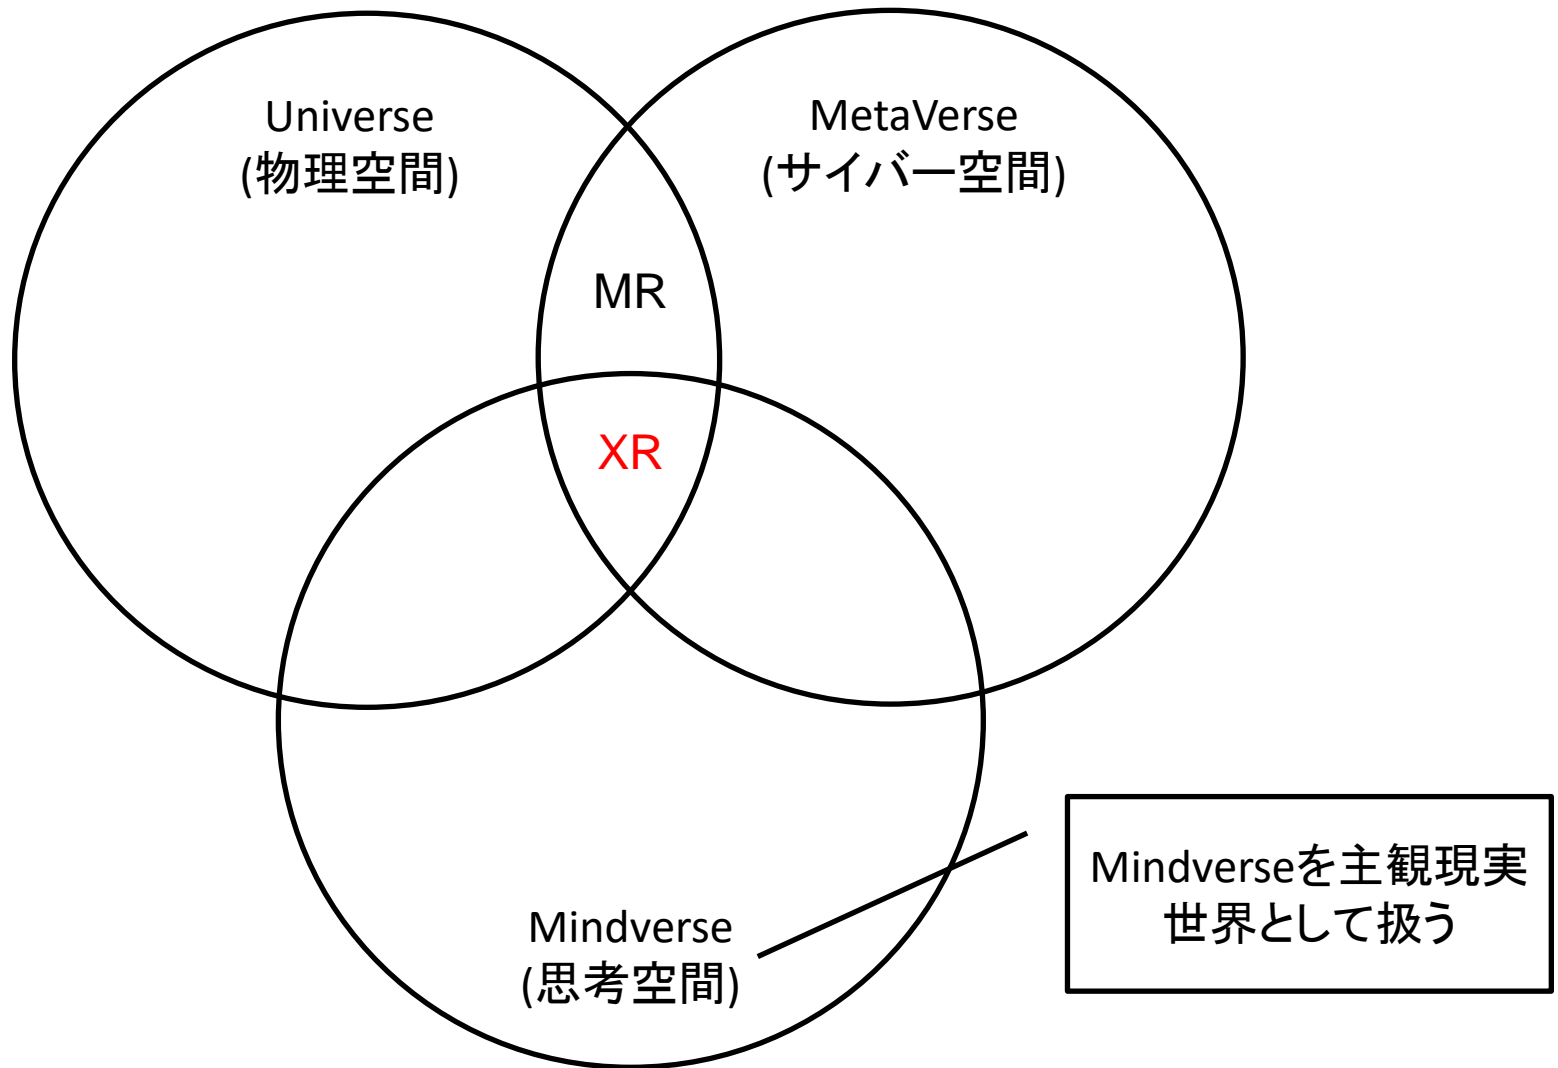 Universe
(物理空間)
MetaVerse
(サイバー空間)
MR
XR
Mindverse
(思考空間)
Mindverseを主観現実
世界として扱う